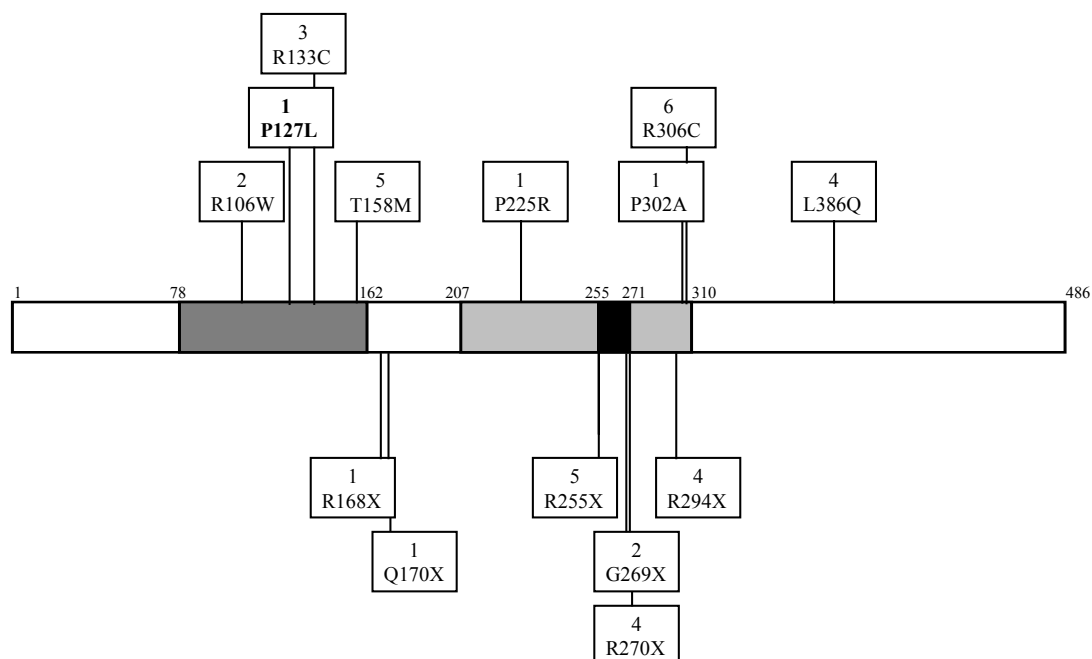 3
R133C
1
P127L
6
R306C
2
R106W
5
T158M
1
P225R
1
P302A
4
L386Q
1
78
162
207
255
271
310
486
1
R168X
5
R255X
4
R294X
1
Q170X
2
G269X
4
R270X